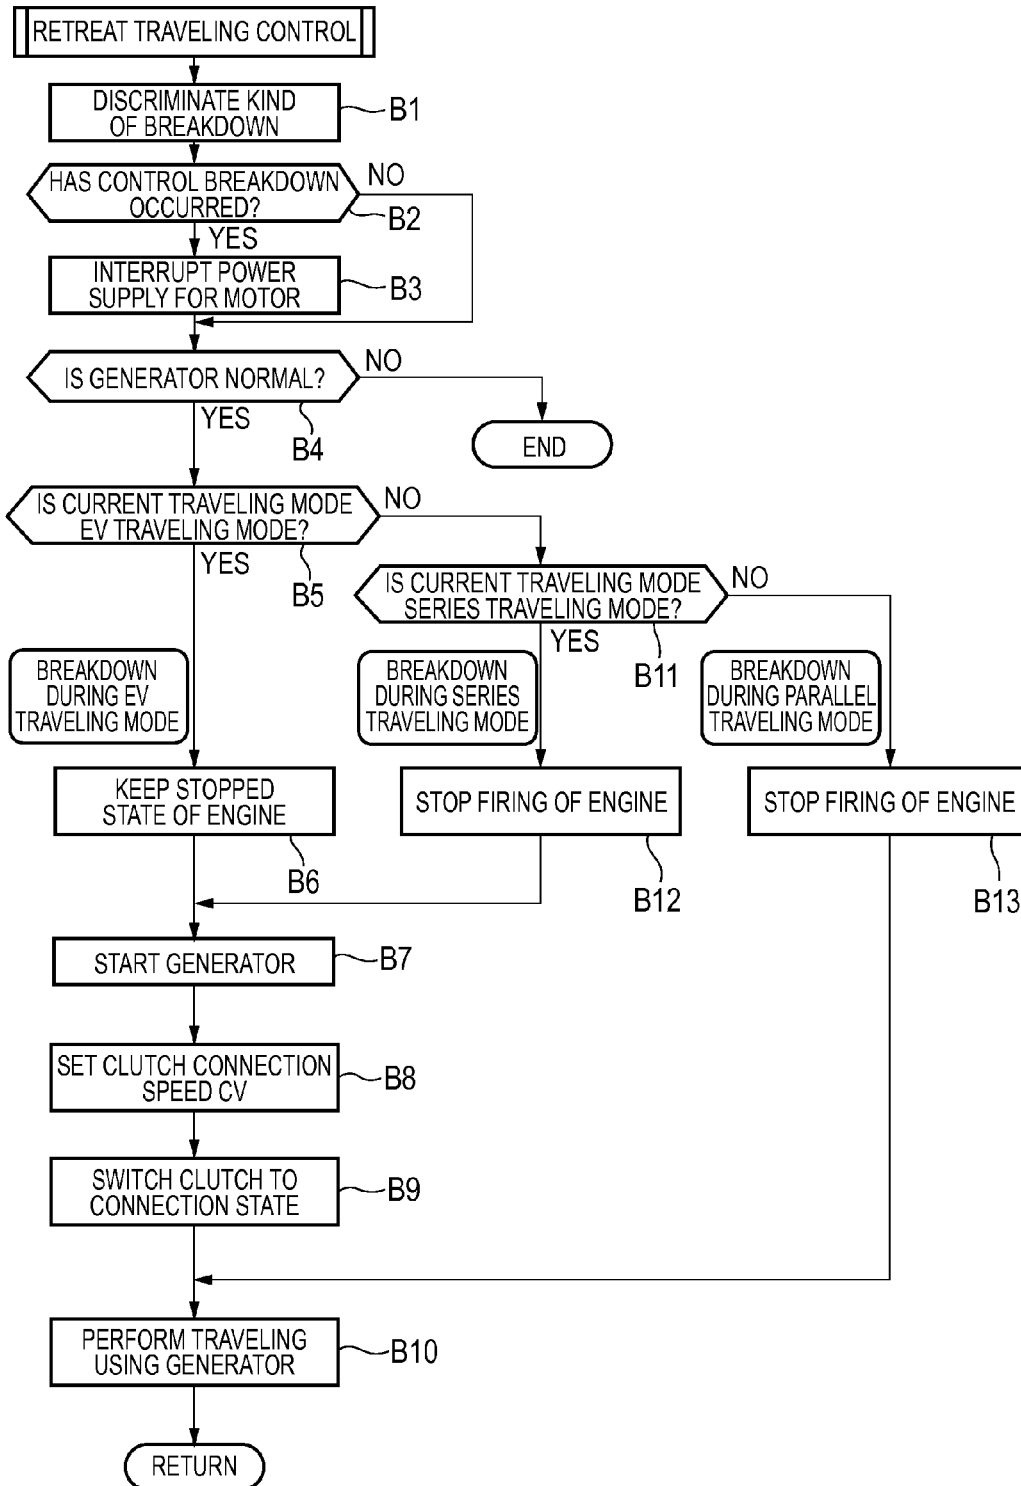 RETREAT TRAVELING CONTROL
DISCRIMINATE KIND
OF BREAKDOWN
B1
HAS CONTROL BREAKDOWN
OCCURRED?
NO
B2
YES
INTERRUPT POWER
SUPPLY FOR MOTOR
B3
IS GENERATOR NORMAL?
NO
YES
B4
END
IS CURRENT TRAVELING MODE
EV TRAVELING MODE?
NO
YES
B5
IS CURRENT TRAVELING MODE
SERIES TRAVELING MODE?
NO
YES
B11
BREAKDOWN
DURING EV
TRAVELING MODE
BREAKDOWN
DURING SERIES
TRAVELING MODE
BREAKDOWN
DURING PARALLEL
TRAVELING MODE
KEEP STOPPED
STATE OF ENGINE
B6
STOP FIRING OF ENGINE
B12
STOP FIRING OF ENGINE
B13
START GENERATOR
B7
SET CLUTCH CONNECTION
SPEED CV
B8
SWITCH CLUTCH TO
CONNECTION STATE
B9
PERFORM TRAVELING
USING GENERATOR
B10
RETURN